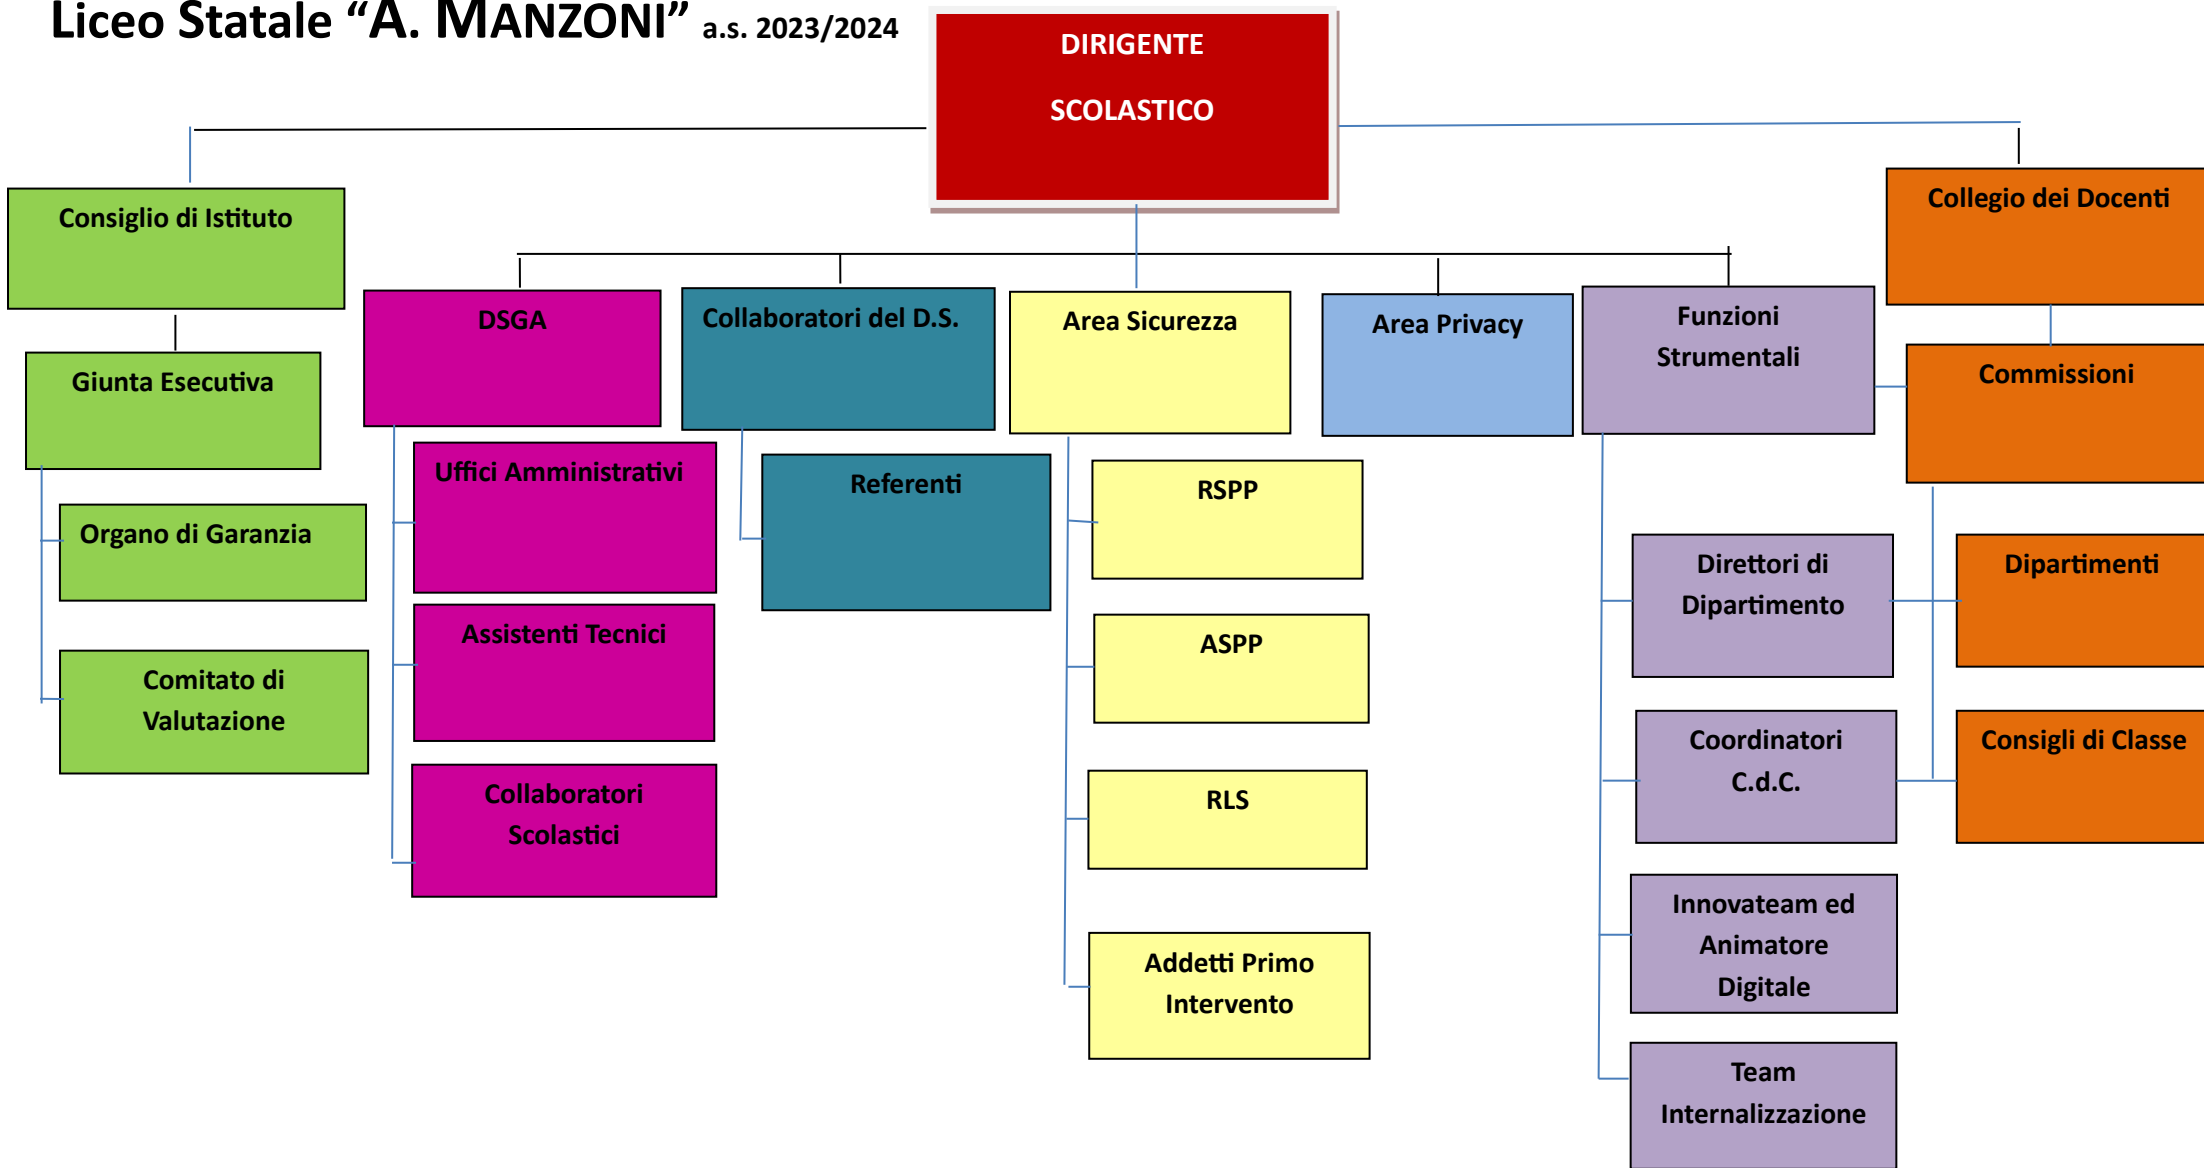 Liceo Statale “A. MANZONI” a.s. 2023/2024
DIRIGENTE
SCOLASTICO
Consiglio di Istituto
Giunta Esecutiva
Organo di Garanzia
Comitato di
Valutazione
DSGA
Uffici Amministrativi
Assistenti Tecnici
Collaboratori
Scolastici
Collaboratori del D.S.
Referenti
Area Sicurezza
RSPP
ASPP
RLS
Addetti Primo
Intervento
Area Privacy
Funzioni
Strumentali
Direttori di
Dipartimento
Coordinatori
C.d.C.
Innovateam ed
Animatore
Digitale
Team
Internalizzazione
Collegio dei Docenti
Commissioni
Dipartimenti
Consigli di Classe